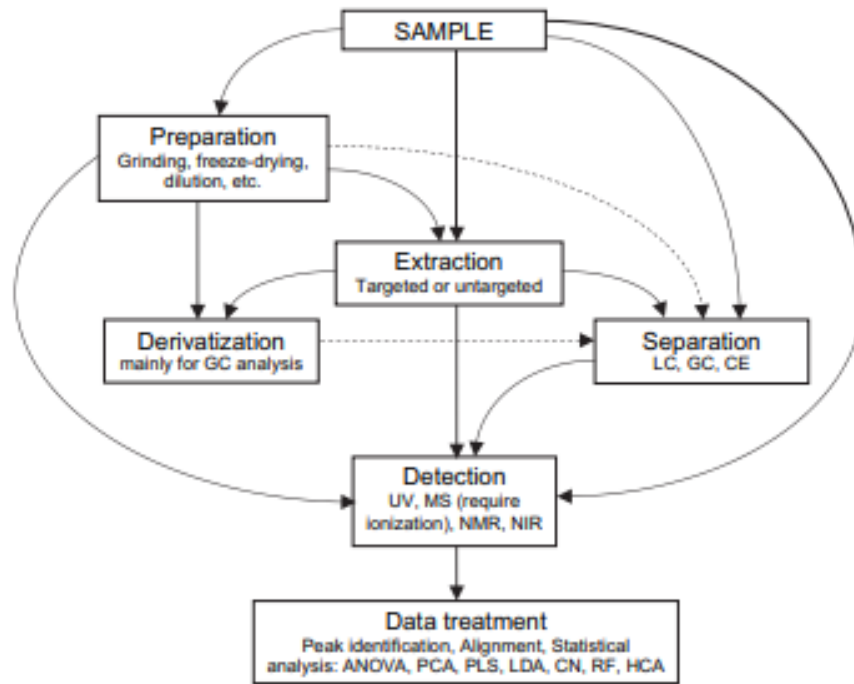 SAMPLE
Preparation
Grinding, freeze-drying,
dilution, etc.
Extraction
Targeted or untargeted
Derivatization
mainly for GC analysis
Separation
LC, GC, CE
Detection
UV, MS (require
ionization), NMR, NIR
Data treatment
Peak identification, Alignment, Statistical
analysis: ANOVA, PCA, PLS, LDA, CN, RF, HCA